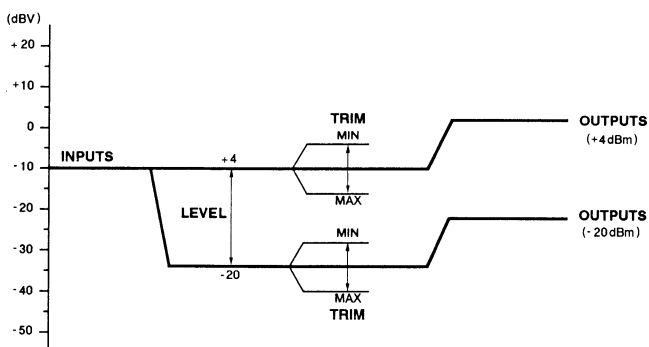 (dBV)
+20
+10
0
-10
-20
-30
-40
-50
INPUTS
+4
LEVEL
-20
TRIM
MIN
MAX
MIN
MAX
TRIM
OUTPUTS
(+4dBm)
OUTPUTS
(-20dBm)